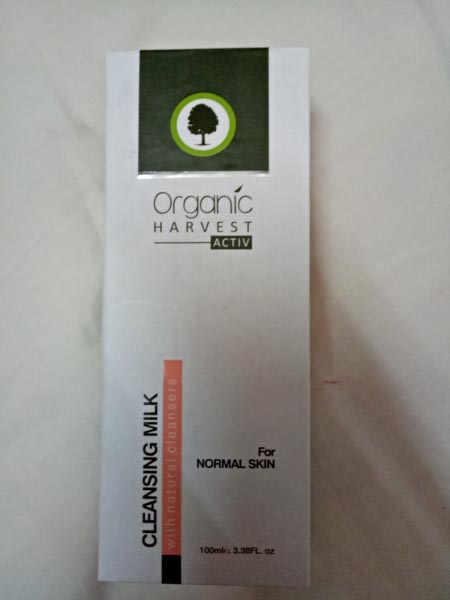 Organic
HARVEST
ACTIV
CLEANSING MILK
with natural cleansers
For
NORMAL SKIN
100ml℮ 3.38FL. oz